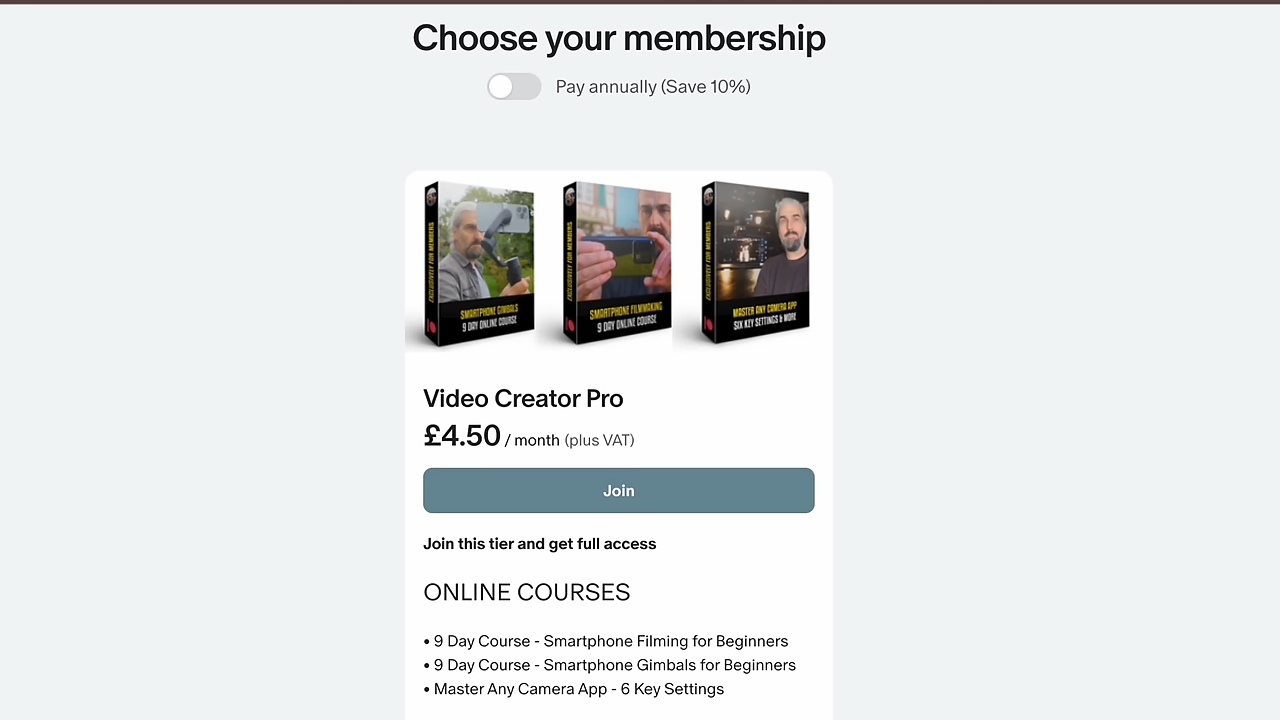 Choose your membership
Pay annually (Save 10%)
EXCLUSIVELY FOR MEMBERS
SMARTPHONE GIMBALS
9 DAY ONLINE COURSE
EXCLUSIVELY FOR MEMBERS
SMARTPHONE FILMMAKING
9 DAY ONLINE COURSE
EXCLUSIVELY FOR MEMBERS
MASTER ANY CAMERA APP
SIX KEY SETTINGS & MORE
Video Creator Pro
£4.50 / month (plus VAT)
Join
Join this tier and get full access
ONLINE COURSES
• 9 Day Course - Smartphone Filming for Beginners
• 9 Day Course - Smartphone Gimbals for Beginners
• Master Any Camera App - 6 Key Settings